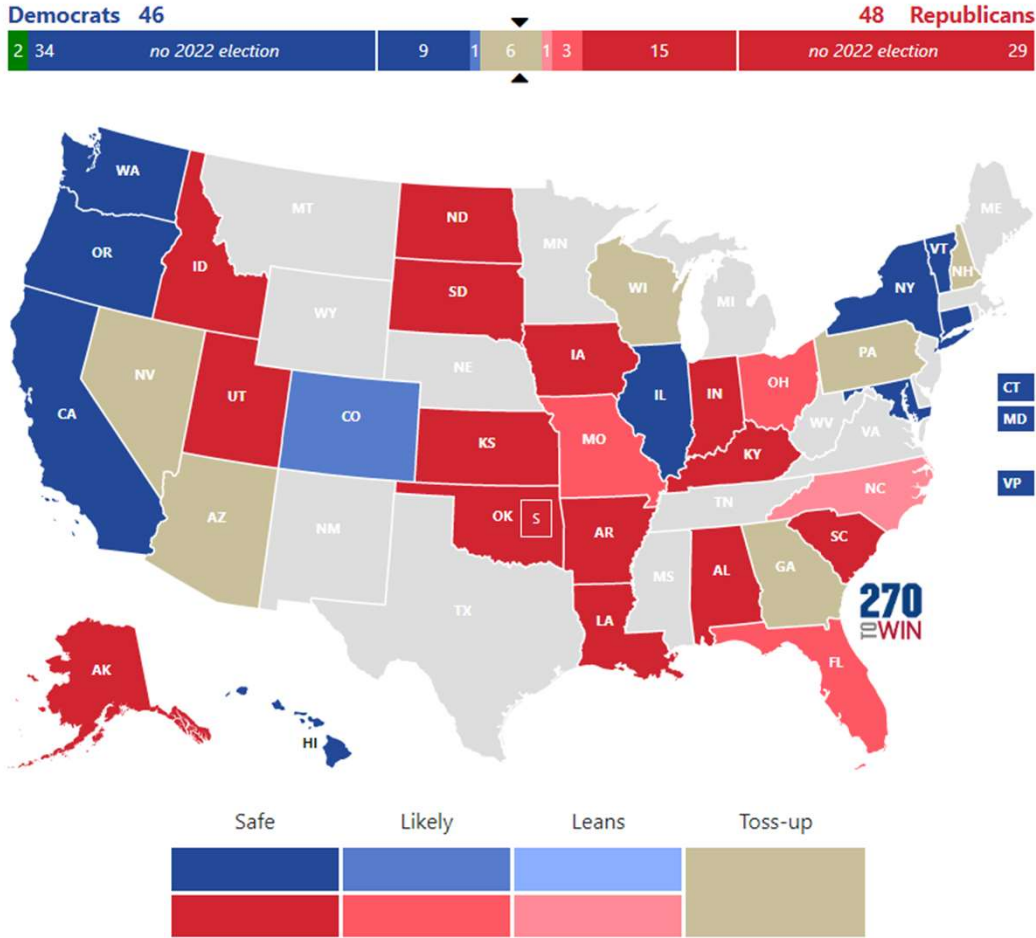 Democrats 46 48 Republicans
2 34 no 2022 election 9 1 6 1 3 15 no 2022 election 29
WA
MT
ND
MN
ME
OR
ID
SD
WI
MI
VT
NH
NY
WY
IA
NE
PA
NV
UT
CO
IL
IN
OH
CA
KS
MO
WV
VA
KY
CT
MD
VP
AZ
NM
OK
S
AR
TN
NC
SC
MS
AL
GA
TX
LA
270
TO WIN
FL
AK
HI
Safe Likely Leans Toss-up